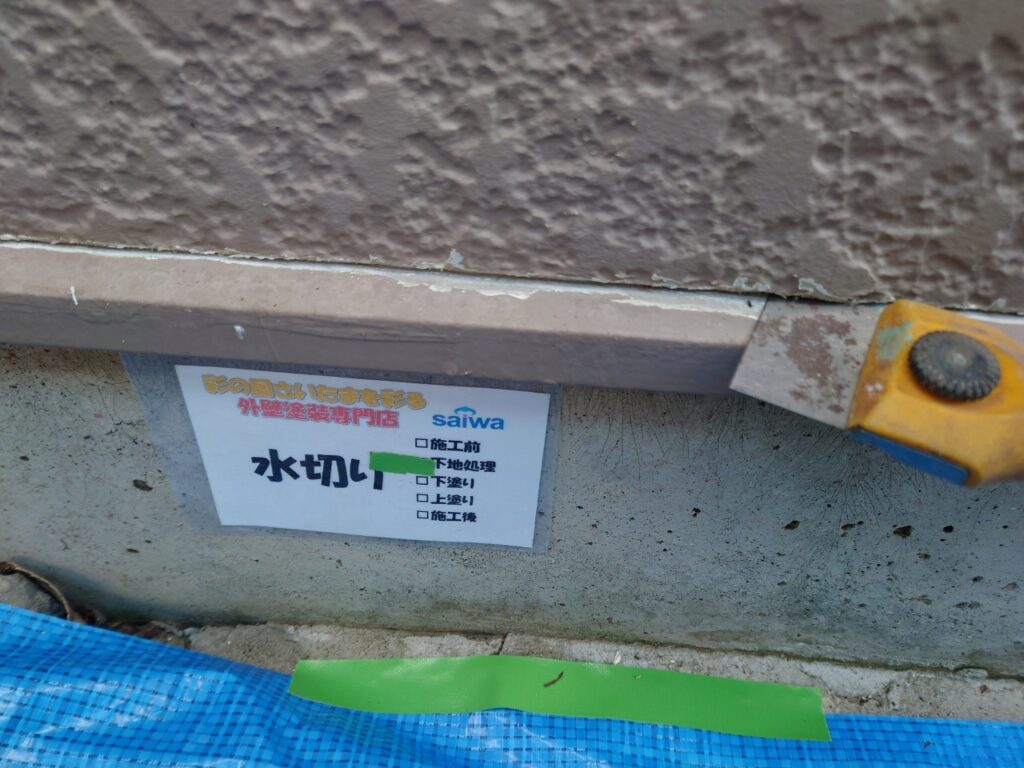 彩の国さいたまを彩る
外壁塗装専門店
saiwa
水切り
□施工前
下地処理
□下塗り
□上塗り
□施工後